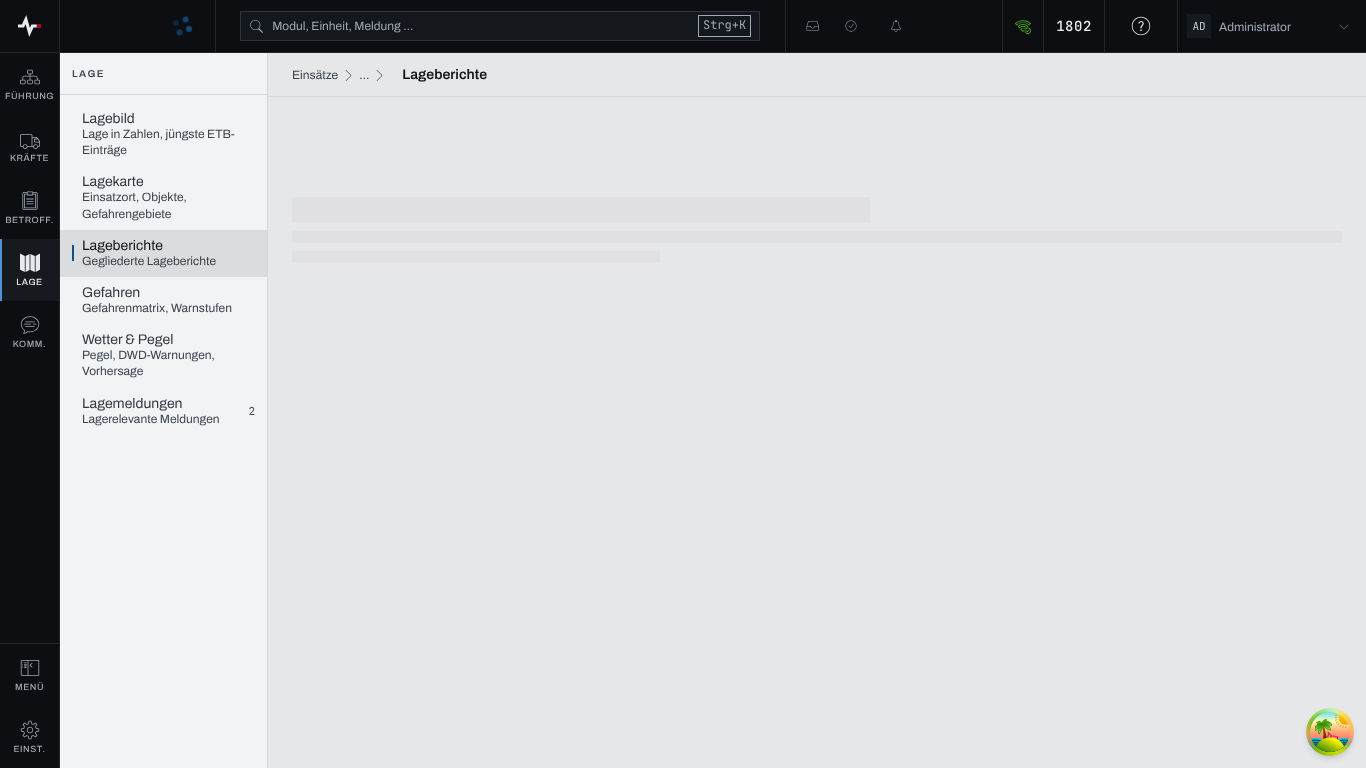 Modul, Einheit, Meldung ...
Strg+K
1802
AD
Administrator
FÜHRUNG
KRÄFTE
BETROFF.
LAGE
KOMM.
MENÜ
EINST.
LAGE
Lagebild
Lage in Zahlen, jüngste ETB-
Einträge
Lagekarte
Einsatzort, Objekte,
Gefahrengebiete
Lageberichte
Gegliederte Lageberichte
Gefahren
Gefahrenmatrix, Warnstufen
Wetter & Pegel
Pegel, DWD-Warnungen,
Vorhersage
Lagemeldungen
Lagerelevante Meldungen
2
Einsätze
...
Lageberichte